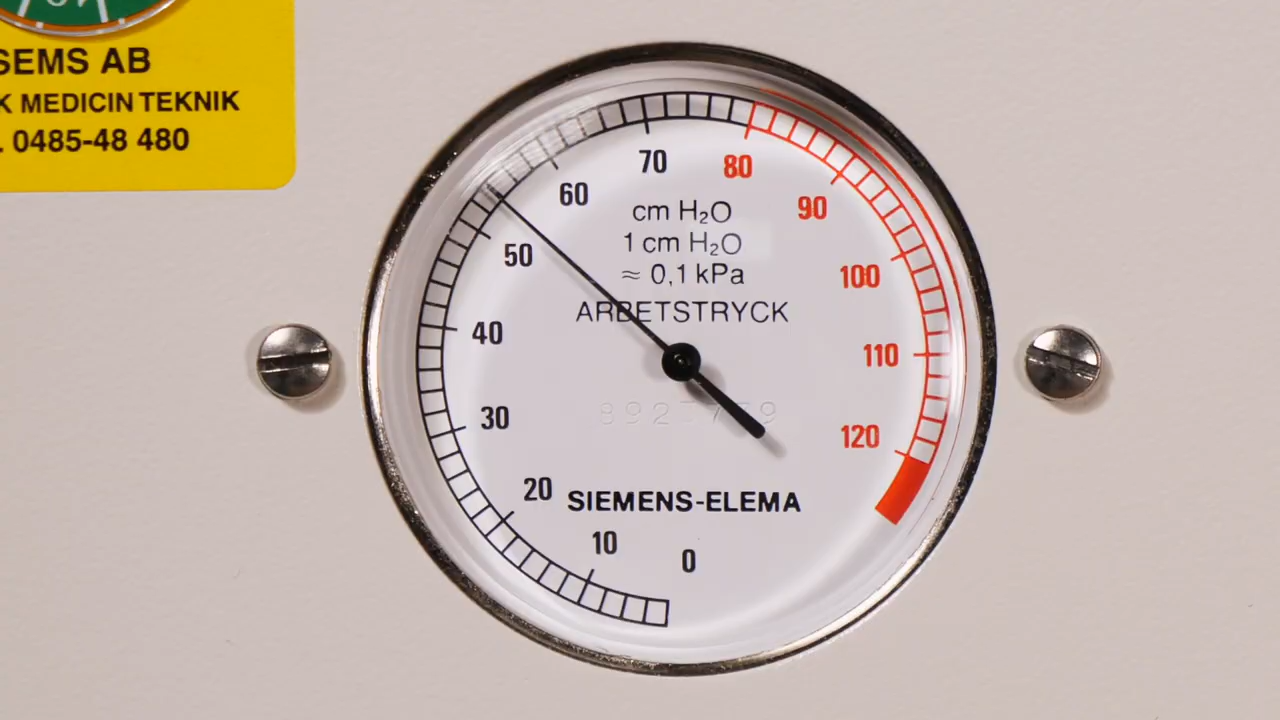 SEMS AB
K MEDICIN TEKNIK
. 0485-48 480
70
80
60
90
cm H₂O
50
1 cm H₂O
≈ 0,1 kPa
100
ARBETSTRYCK
40
110
30
120
20
SIEMENS-ELEMA
10
0